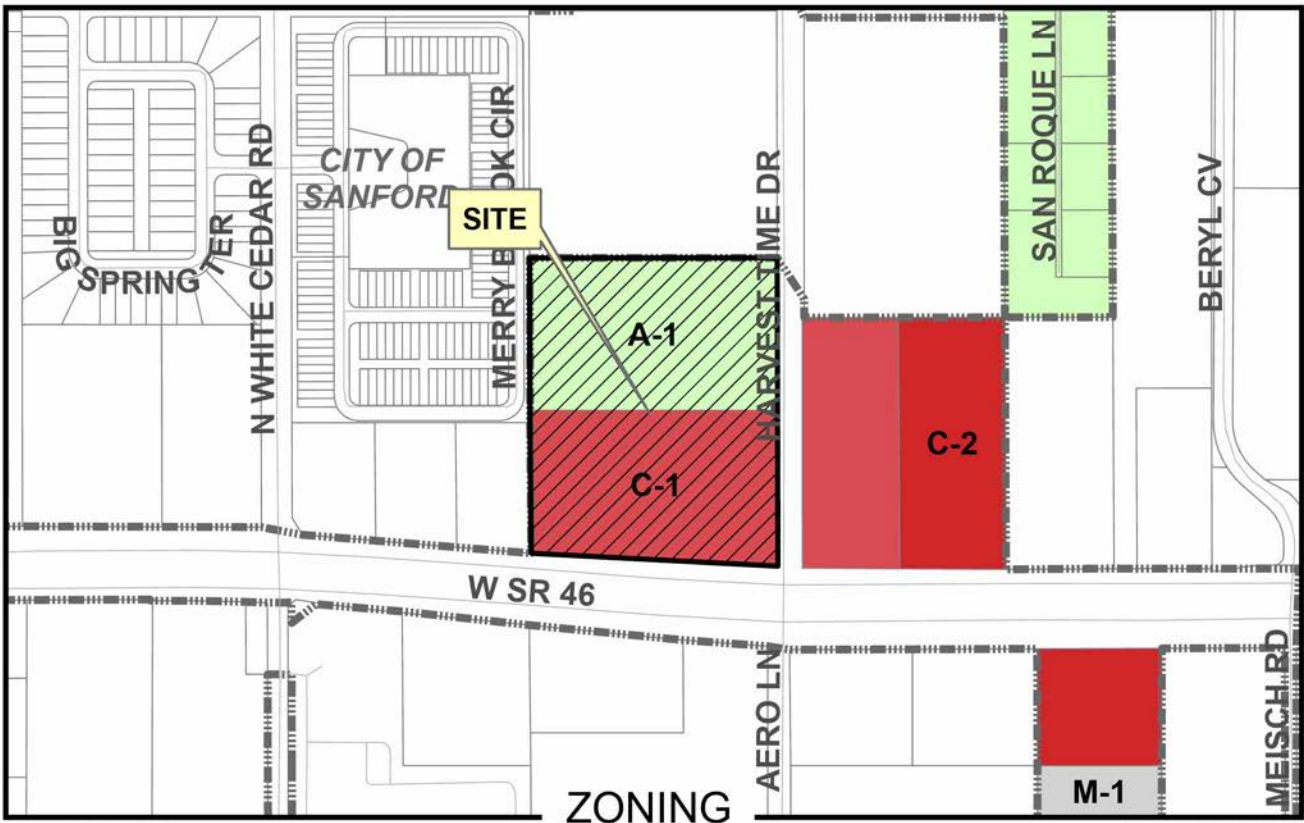 CITY OF
SANFORD
SITE
BIG SPRING TER
N WHITE CEDAR RD
MERRY BROOK CIR
HARVEST TIME DR
SAN ROQUE LN
BERYL CV
A-1
C-1
C-2
W SR 46
AERO LN
MEISCH RD
M-1
ZONING